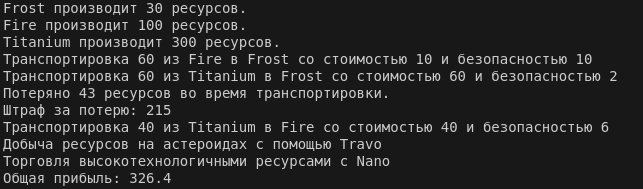 Frost производит 30 ресурсов.
Fire производит 100 ресурсов.
Titanium производит 300 ресурсов.
Транспортировка 60 из Fire в Frost со стоимостью 10 и безопасностью 10
Транспортировка 60 из Titanium в Frost со стоимостью 60 и безопасностью 2
Потеряно 43 ресурсов во время транспортировки.
Штраф за потерю: 215
Транспортировка 40 из Titanium в Fire со стоимостью 40 и безопасностью 6
Добыча ресурсов на астероидах с помощью Travo
Торговля высокотехнологичными ресурсами с Nano
Общая прибыль: 326.4